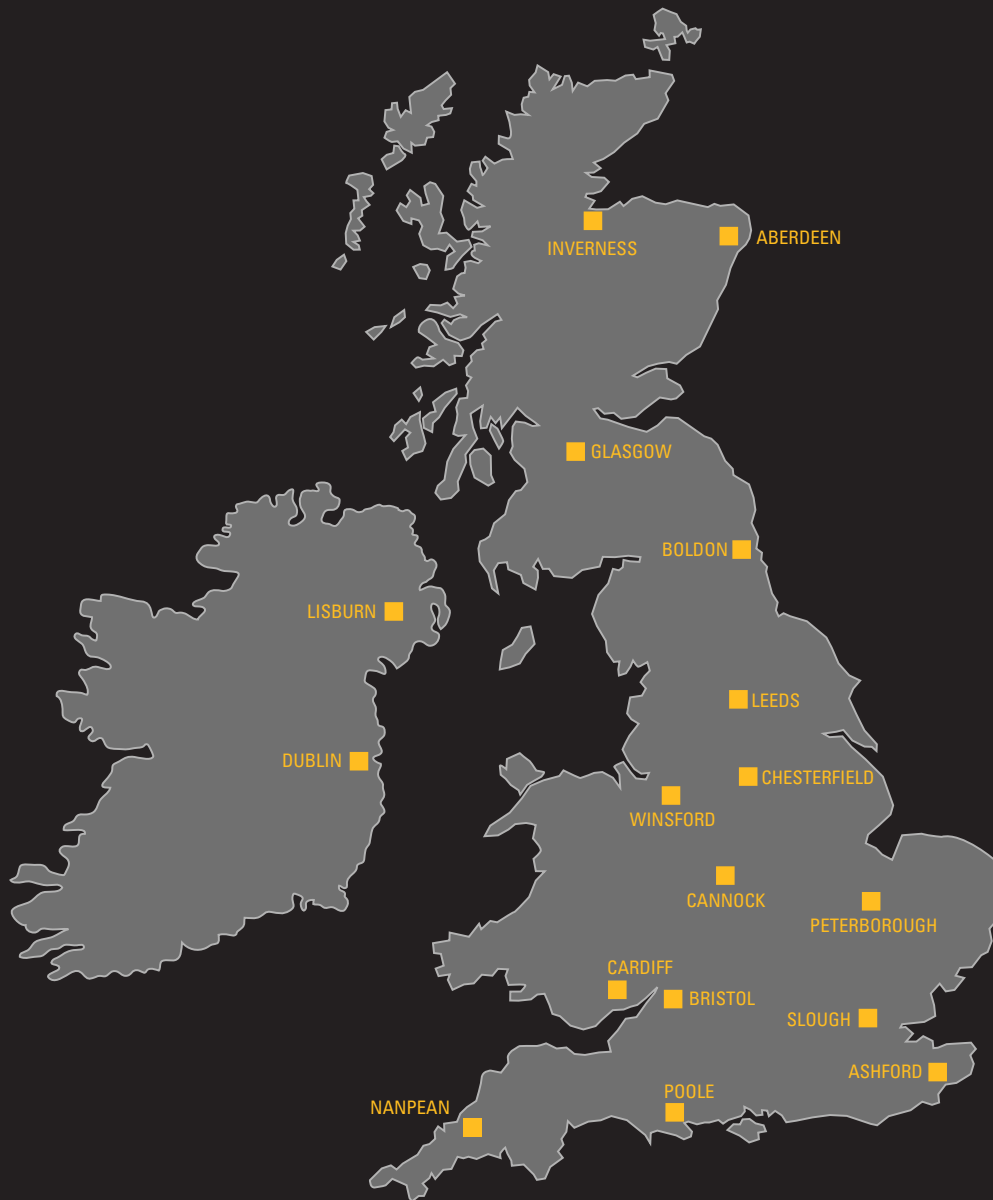 ABERDEEN
INVERNESS
GLASGOW
BOLDON
LISBURN
LEEDS
DUBLIN
CHESTERFIELD
WINSFORD
CANNOCK
PETERBOROUGH
CARDIFF
BRISTOL
SLOUGH
ASHFORD
POOLE
NANPEAN